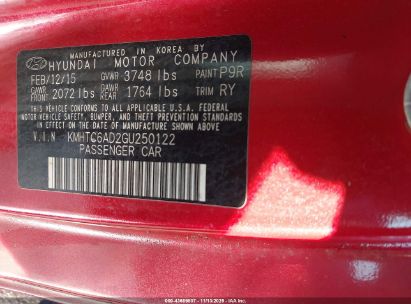 MANUFACTURED IN KOREA BY
HYUNDAI MOTOR COMPANY
FEB/12/15 GVWR 3748 lbs PAINT P9R
GAWR FRONT 2072 lbs GAWR REAR 1764 lbs TRIM RY
THIS VEHICLE CONFORMS TO ALL APPLICABLE U.S.A. FEDERAL
MOTOR VEHICLE SAFETY, BUMPER, AND THEFT PREVENTION STANDARDS
IN EFFECT ON THE DATE OF MANUFACTURE SHOWN ABOVE.
V.I.N KMHTC6AD2GU250122
PASSENGER CAR